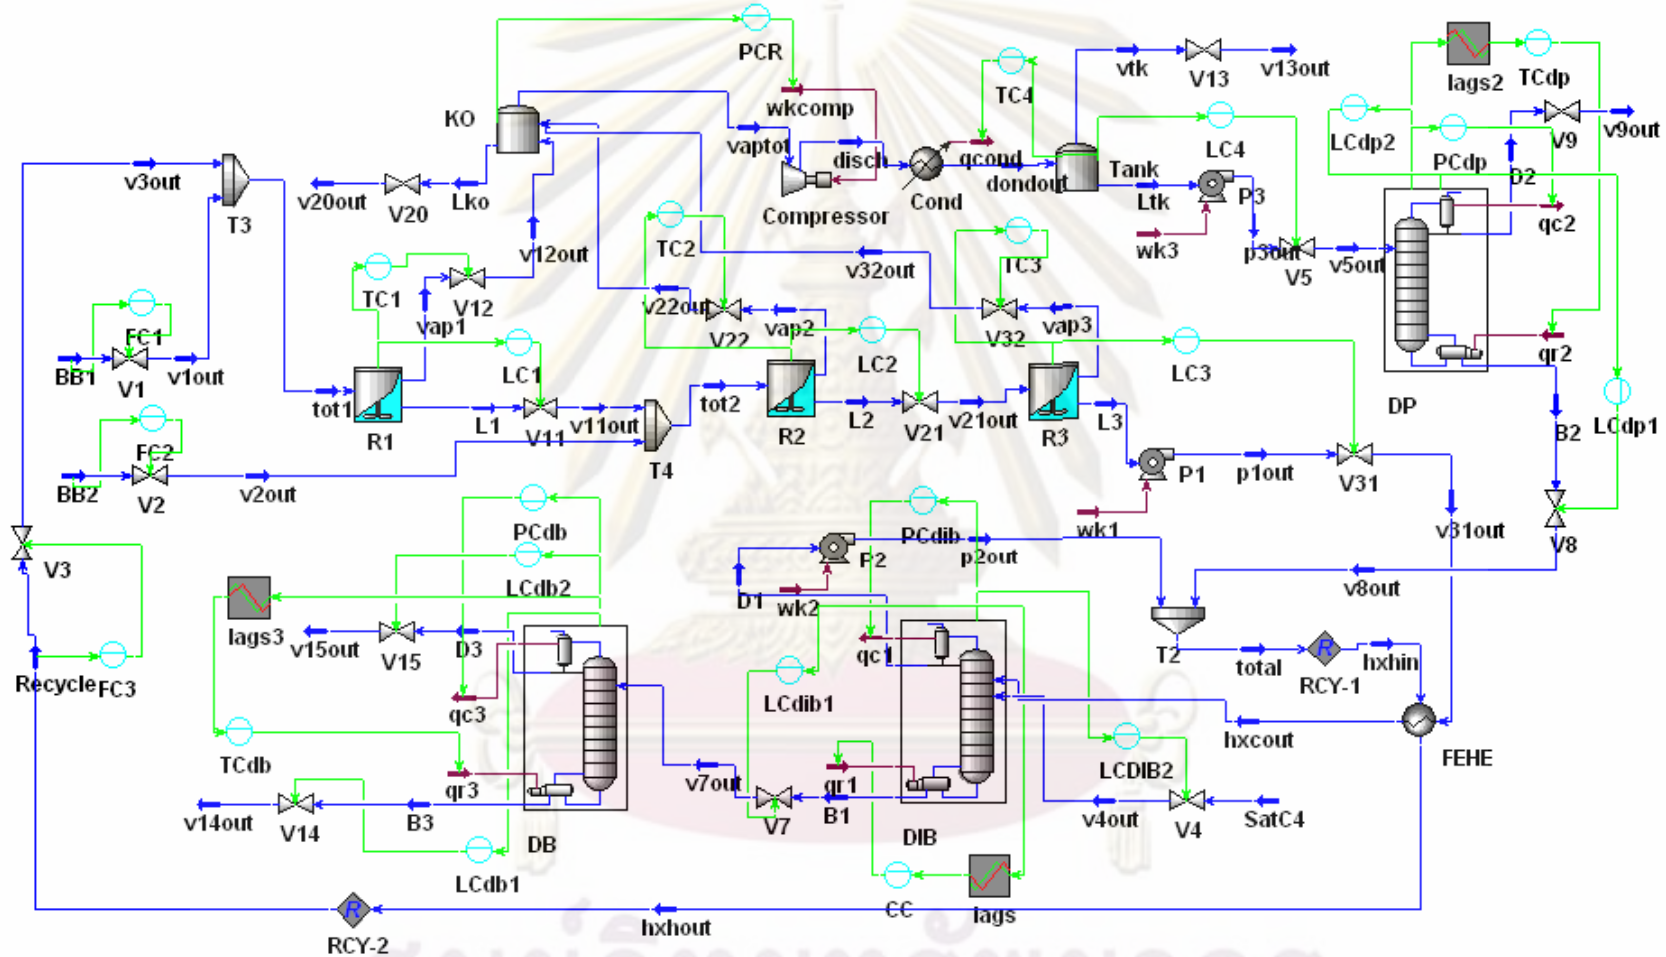 PCR
wkcomp
KO
vaptot
disch
Compressor
Cond
qcond
TC4
dondout
Tank
vtk
V13
v13out
LC4
Ltk
P3
wk3
p3out
V5
v5out
lags2
TCdp
LCdp2
PCdp
V9
v9out
D2
qc2
qr2
DP
B2
LCdp1
V8
v8out
v3out
T3
v20out
V20
Lko
v12out
TC1
V12
vap1
FC1
BB1
V1
v1out
tot1
R1
LC1
L1
V11
v11out
FC2
BB2
V2
v2out
T4
tot2
TC2
v22out
V22
vap2
LC2
R2
L2
V21
v21out
v32out
TC3
V32
vap3
LC3
R3
L3
P1
wk1
p1out
V31
v31out
V3
Recycle
FC3
PCdb
LCdb2
lags3
v15out
V15
D3
qc3
TCdb
qr3
v14out
V14
B3
DB
LCdb1
v7out
V7
B1
P2
wk2
D1
PCdib
p2out
qc1
LCdib1
qr1
DIB
CC
lags
LCDIB2
v4out
V4
SatC4
hxcout
T2
total
RCY-1
hxhin
FEHE
hxhout
RCY-2